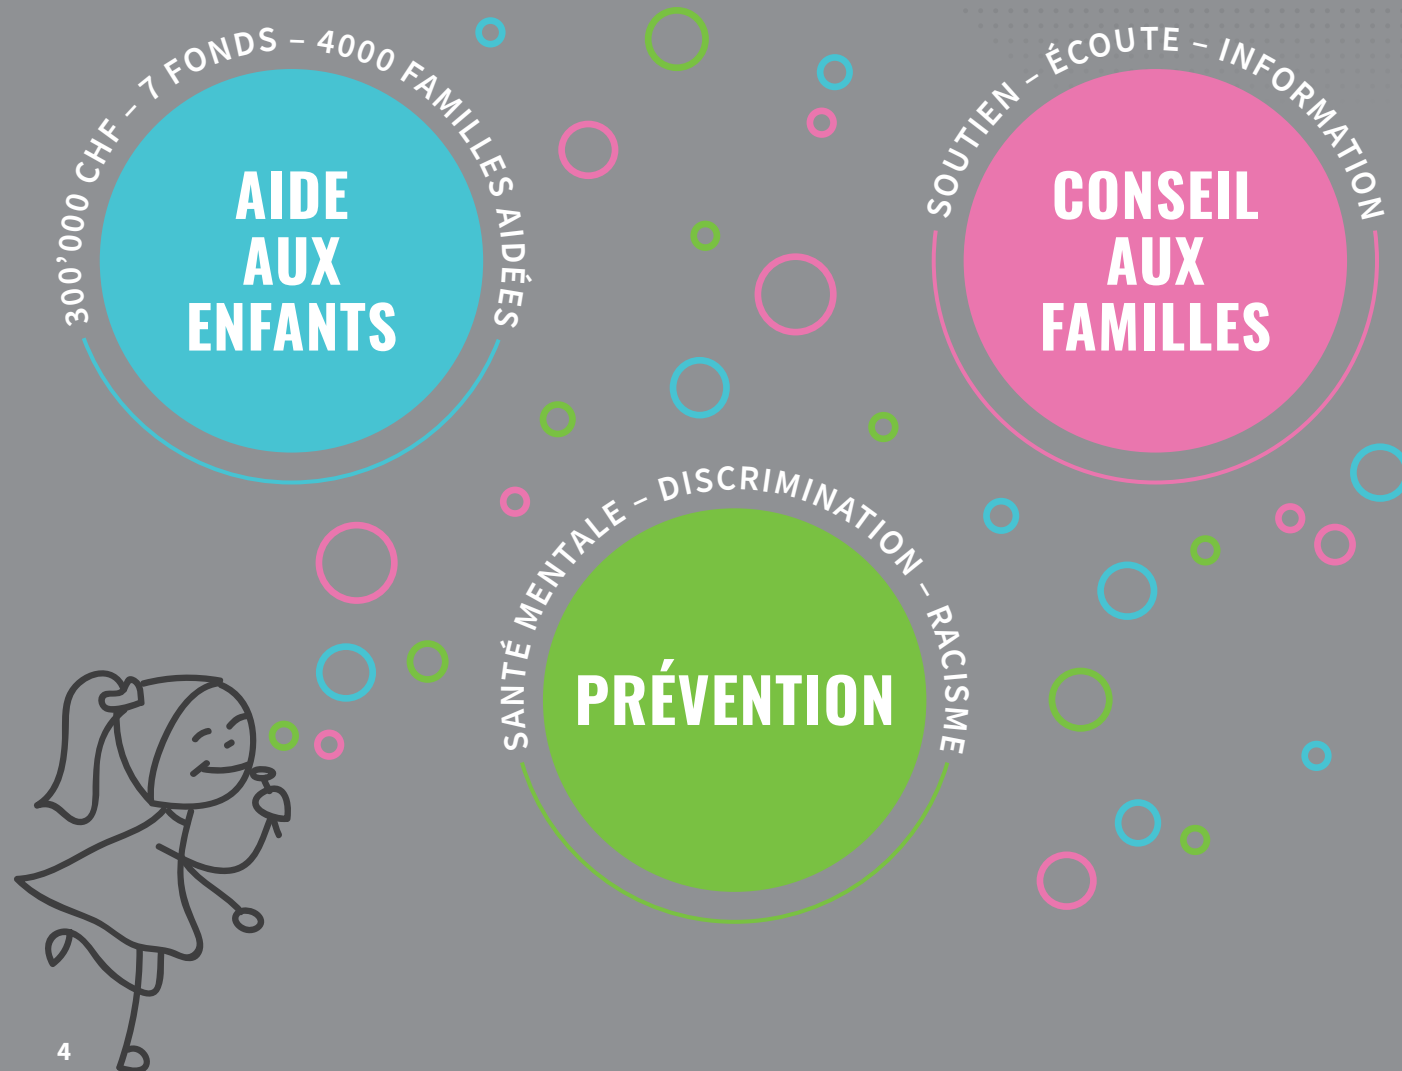 300’000 CHF – 7 FONDS – 4000 FAMILLES AIDÉES
AIDE
AUX
ENFANTS
SOUTIEN – ÉCOUTE – INFORMATION
CONSEIL
AUX
FAMILLES
SANTÉ MENTALE – DISCRIMINATION – RACISME
PRÉVENTION
4